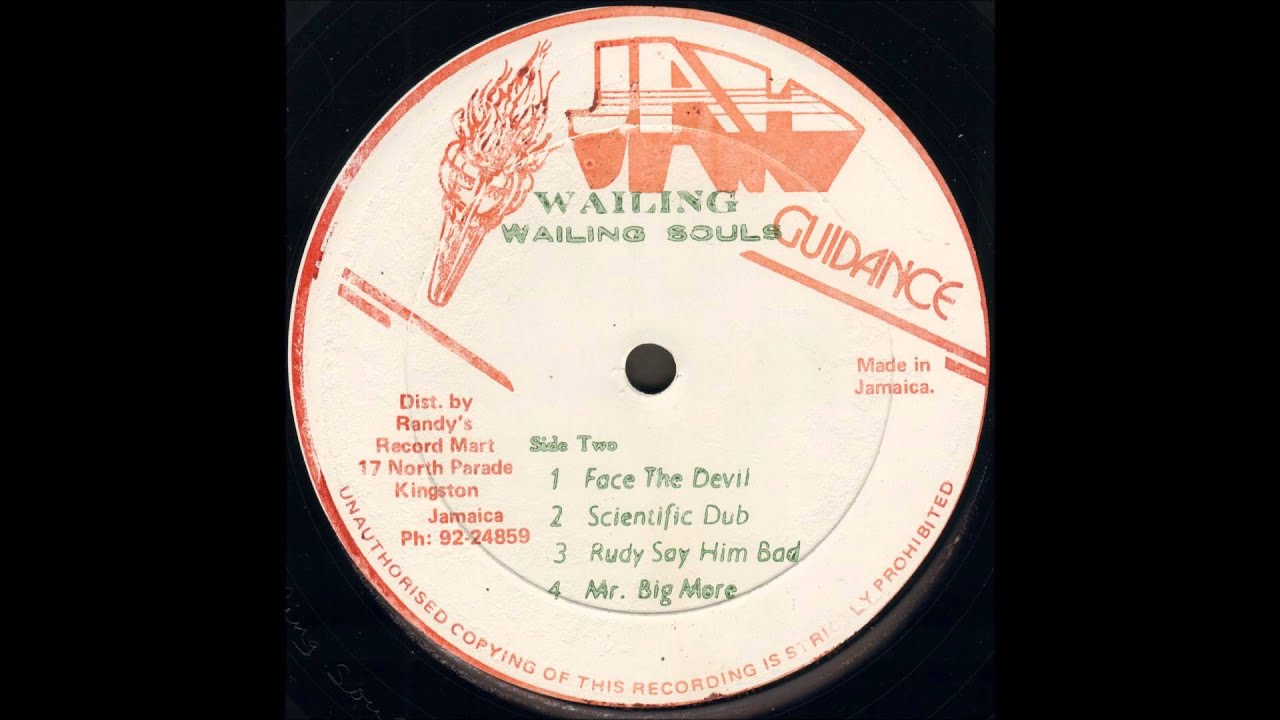 JAH
GUIDANCE
WAILING
WAILING SOULS
Made in
Jamaica.
Dist. by
Randy's
Record Mart
17 North Parade
Kingston
Jamaica
Ph: 92-24859
Side Two
1 Face The Devil
2 Scientific Dub
3 Rudy Say Him Bad
4 Mr. Big More
UNAUTHORISED COPYING OF THIS RECORDING IS STRICTLY PROHIBITED